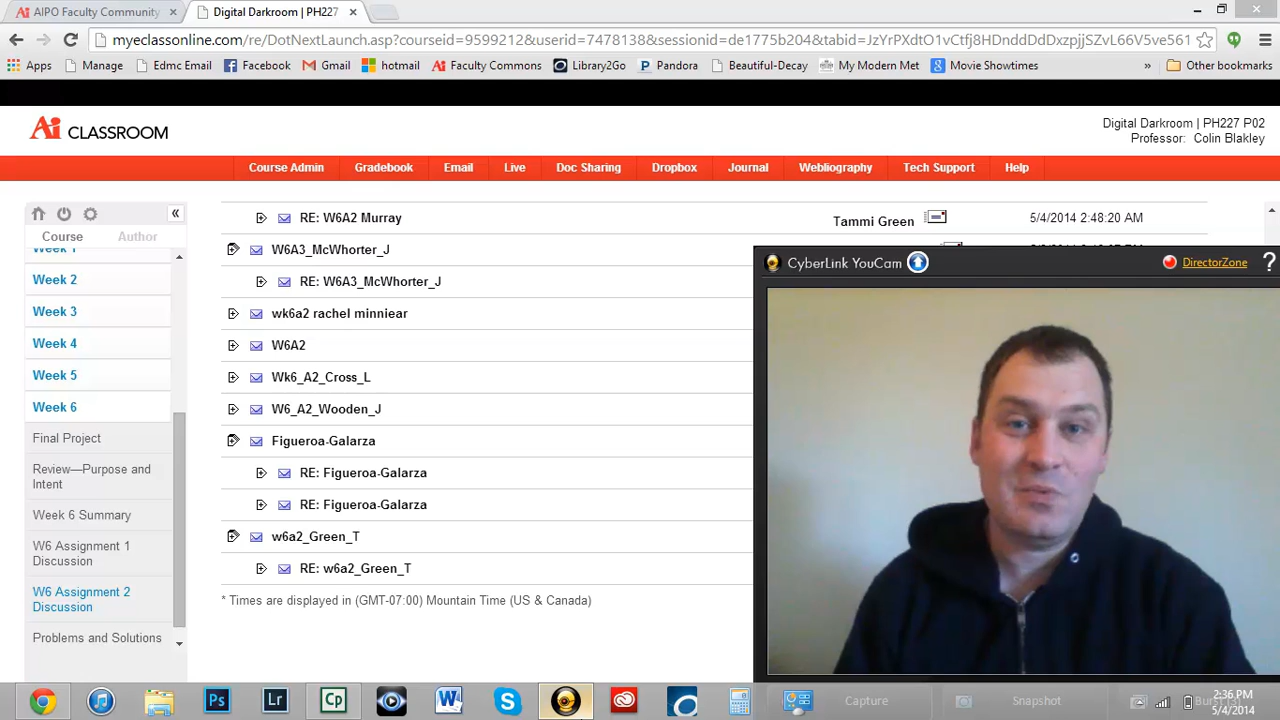 AIPO Faculty Community
Digital Darkroom | PH227
myeclassonline.com/re/DotNextLaunch.asp?courseid=9599212&userid=7478138&sessionid=de1775b204&tabid=JzYrPXdtO1vCtfj8HDnddDdDxzpjjSZvL66V5ve561
Apps Manage Edmc Email Facebook Gmail hotmail Faculty Commons Library2Go Pandora Beautiful-Decay My Modern Met Movie Showtimes » Other bookmarks
Ai CLASSROOM
Digital Darkroom | PH227 P02
Professor: Colin Blakley
Course Admin Gradebook Email Live Doc Sharing Dropbox Journal Webliography Tech Support Help
Course Author
Week 1
Week 2
Week 3
Week 4
Week 5
Week 6
Final Project
Review—Purpose and
Intent
Week 6 Summary
W6 Assignment 1
Discussion
W6 Assignment 2
Discussion
Problems and Solutions
RE: W6A2 Murray Tammi Green 5/4/2014 2:48:20 AM
W6A3_McWhorter_J
RE: W6A3_McWhorter_J
wk6a2 rachel minniear
W6A2
Wk6_A2_Cross_L
W6_A2_Wooden_J
Figueroa-Galarza
RE: Figueroa-Galarza
RE: Figueroa-Galarza
w6a2_Green_T
RE: w6a2_Green_T
* Times are displayed in (GMT-07:00) Mountain Time (US & Canada)
CyberLink YouCam DirectorZone ?
Ps Lr Cp W
Capture Snapshot
2:36 PM
5/4/2014